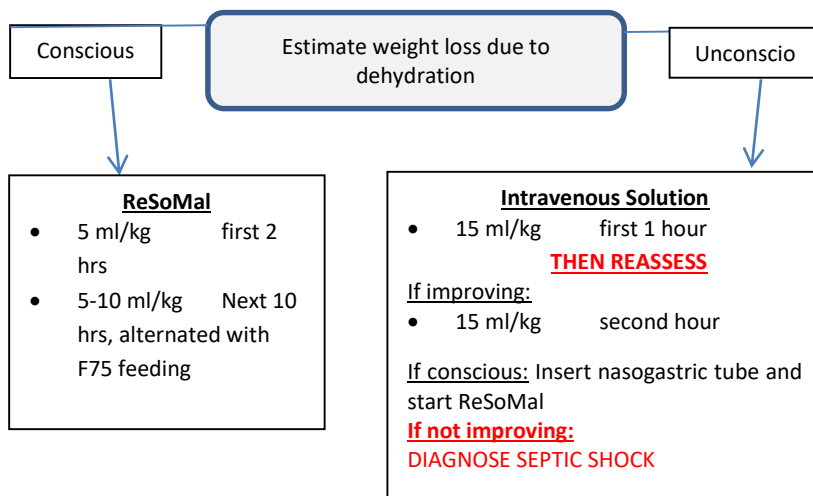 Conscious
Estimate weight loss due to
dehydration
Unconscio
ReSoMal
• 5 ml/kg first 2
hrs
• 5-10 ml/kg Next 10
hrs, alternated with
F75 feeding
Intravenous Solution
• 15 ml/kg first 1 hour
THEN REASSESS
If improving:
• 15 ml/kg second hour
If conscious: Insert nasogastric tube and
start ReSoMal
If not improving:
DIAGNOSE SEPTIC SHOCK